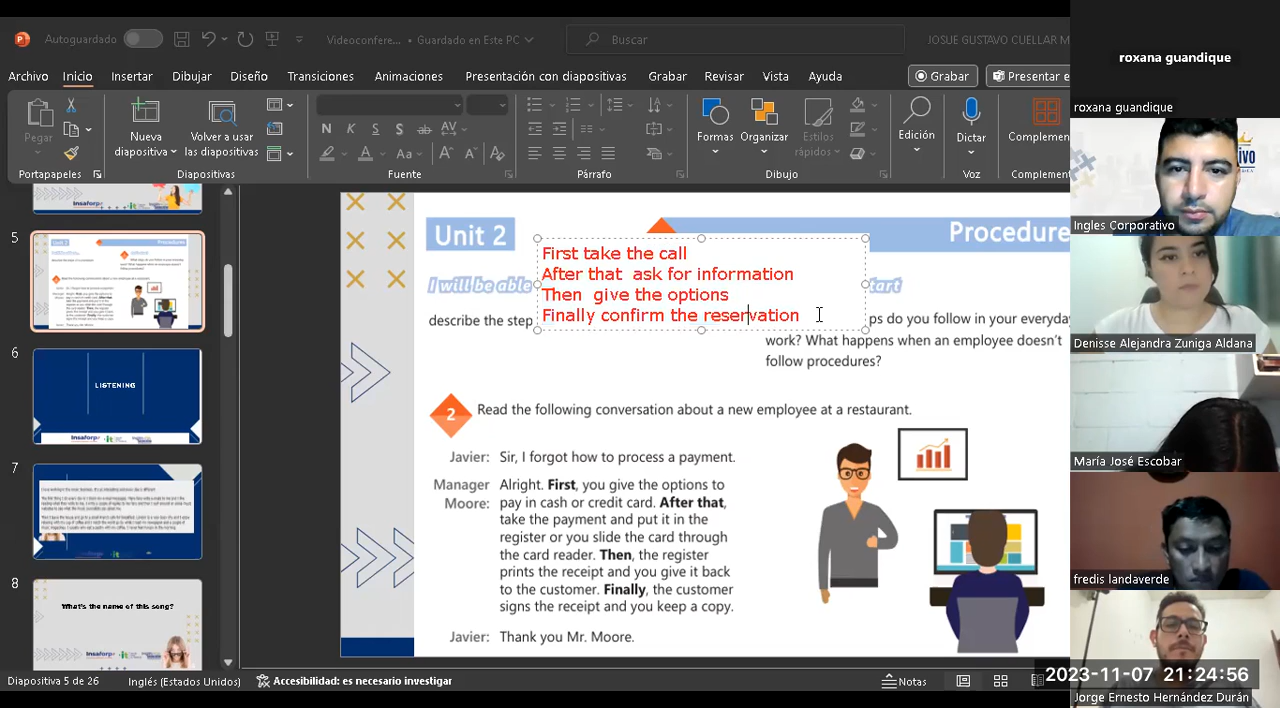 Autoguardado
Videoconfere... • Guardado en Este PC
Buscar
JOSUE GUSTAVO CUELLAR M
Archivo Inicio Insertar Dibujar Diseño Transiciones Animaciones Presentación con diapositivas Grabar Revisar Vista Ayuda
Grabar
Presentar e
Pegar
Nueva diapositiva
Volver a usar las diapositivas
N K S S ab AV
A Aa A A A
Formas Organizar Estilos rápidos
Edición
Dictar
Complemen
Portapapeles Diapositivas Fuente Párrafo Dibujo Voz Complement
5
6
LISTENING
7
8
What's the name of this song?
Unit 2
Procedure
First take the call
After that ask for information
Then give the options
Finally confirm the reservation
I will be able
tart
describe the step
ps do you follow in your everyday
work? What happens when an employee doesn't
follow procedures?
2
Read the following conversation about a new employee at a restaurant.
Javier: Sir, I forgot how to process a payment.
Manager Moore: Alright. First, you give the options to
pay in cash or credit card. After that,
take the payment and put it in the
register or you slide the card through
the card reader. Then, the register
prints the receipt and you give it back
to the customer. Finally, the customer
signs the receipt and you keep a copy.
Javier: Thank you Mr. Moore.
Diapositiva 5 de 26
Inglés (Estados Unidos)
Accesibilidad: es necesario investigar
Notas
roxana guandique
roxana guandique
Ingles Corporativo
Denisse Alejandra Zuniga Aldana
María José Escobar
fredis landaverde
2023-11-07 21:24:56
Jorge Ernesto Hernández Durán